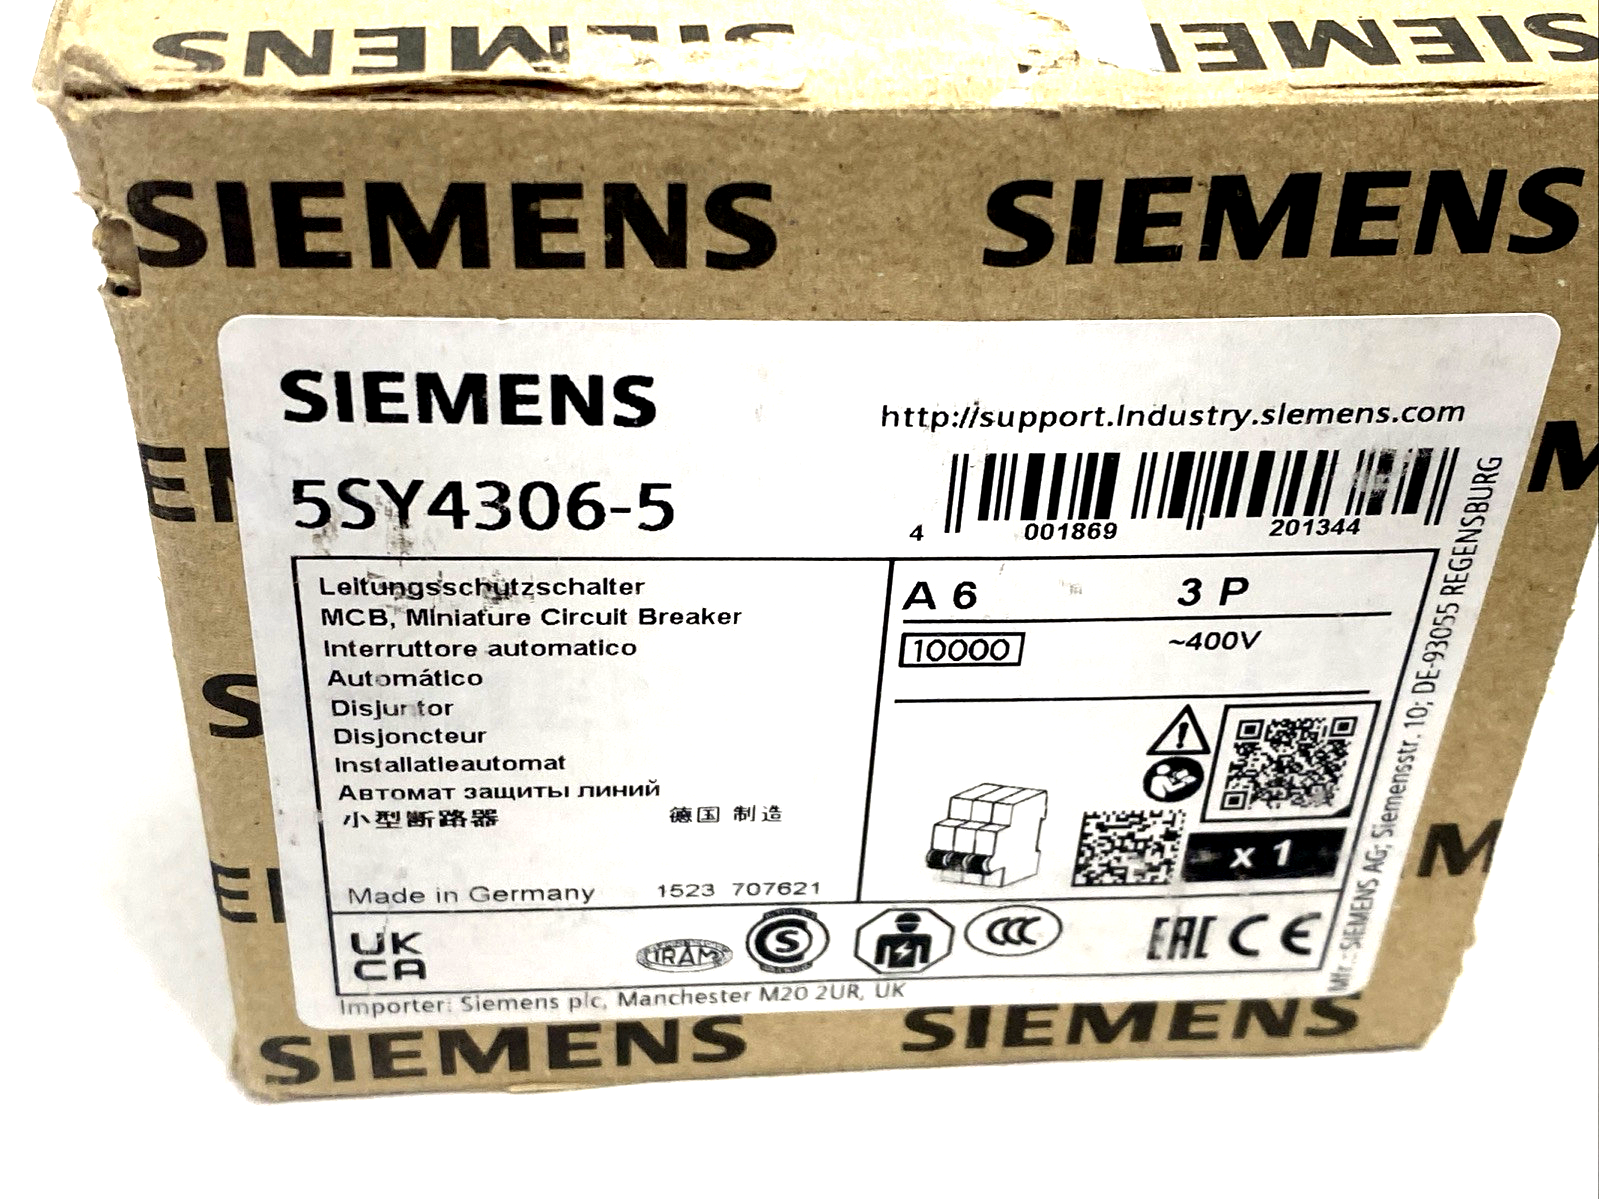 SIEMENS
SIEMENS
SIEMENS SIEMENS
SIEMENS
http://support.industry.siemens.com
5SY4306-5
4 001869 201344
Leitungsschutzschalter
MCB, Miniature Circuit Breaker
Interruttore automatico
Automático
Disjuntor
Disjoncteur
Installatieautomat
Автомат защиты линий
小型断路器 德国 制造
Made in Germany 1523 707621
A 6 3 P
10000 ~400V
x 1
UK
CA
IRAM
S
CCC
EAC CE
Importer: Siemens plc, Manchester M20 2UR, UK
Mfr.: SIEMENS AG; Siemensstr. 10; DE-93055 REGENSBURG
SIEMENS SIEMENS